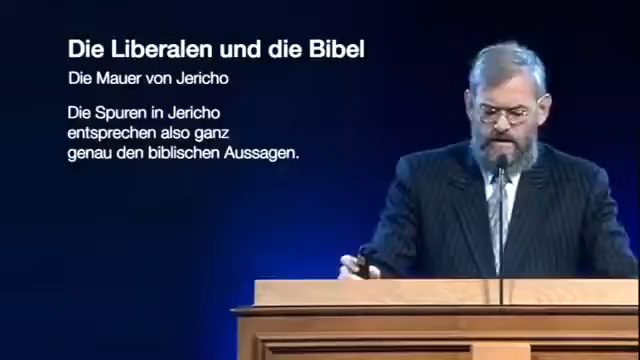 Die Liberalen und die Bibel
Die Mauer von Jericho
Die Spuren in Jericho
entsprechen also ganz
genau den biblischen Aussagen.